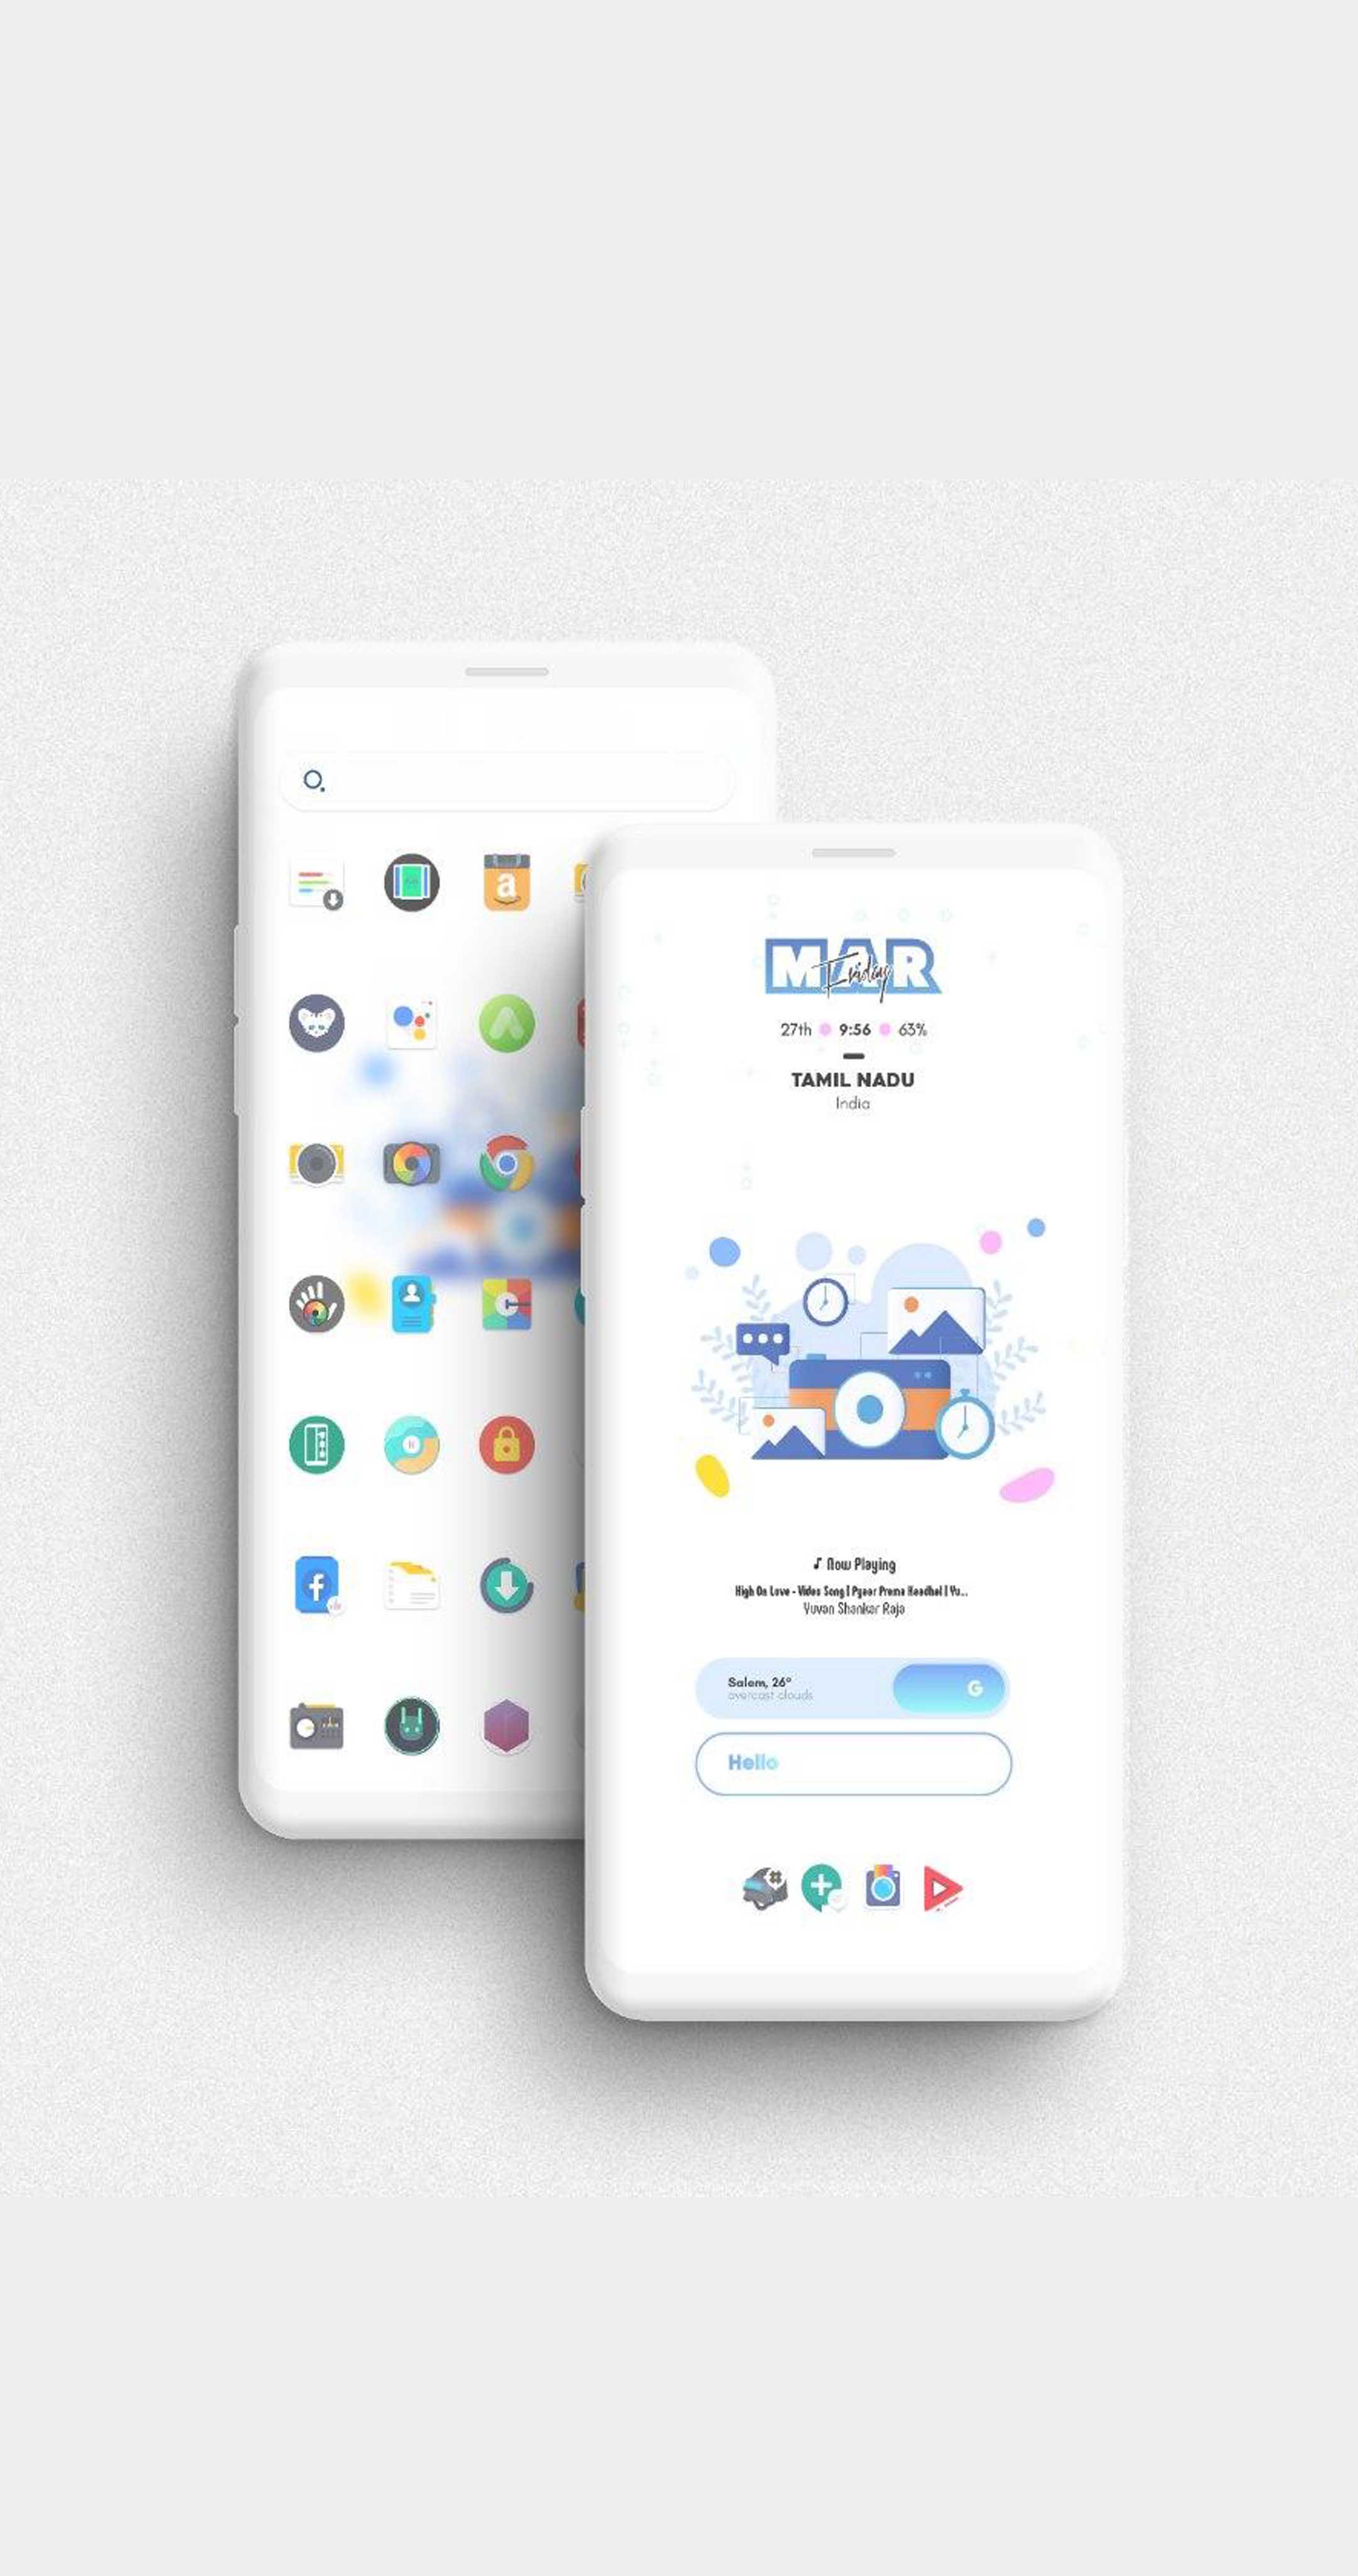 MAR
Friday
27th 9:56 63%
TAMIL NADU
India
♪ Now Playing
High On Love - Video Song | Pyaar Prema Kaadhal | Yu...
Yuvan Shankar Raja
Salem, 26°
overcast clouds
G
Hello
a
f